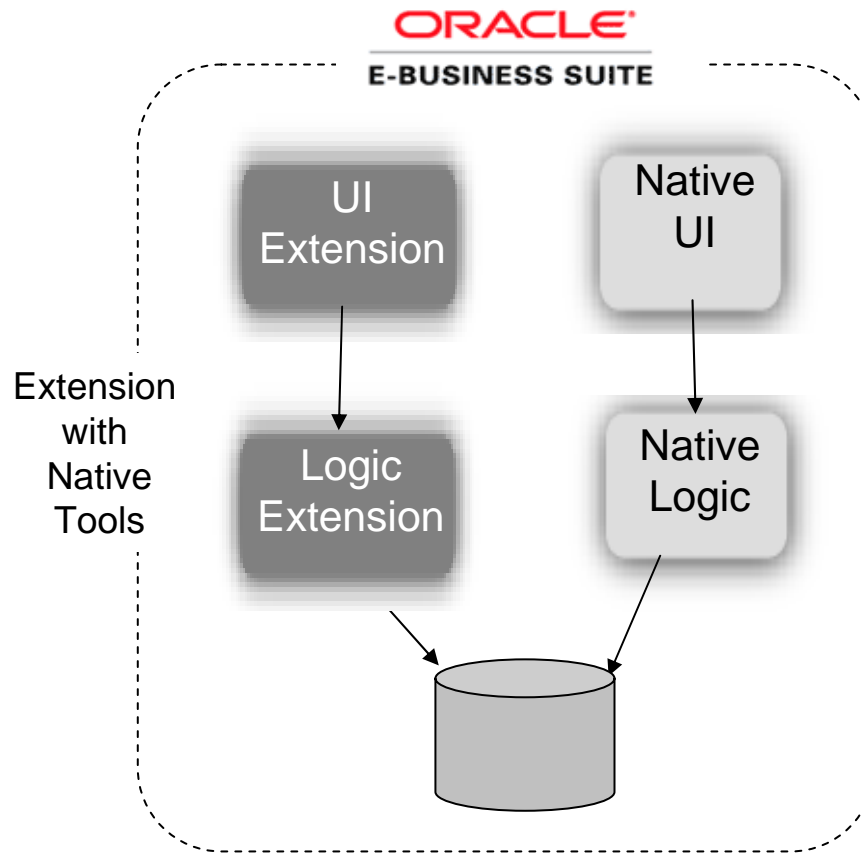 ORACLE
E-BUSINESS SUITE
UI
Extension
Native
UI
Extension
with
Native
Tools
Logic
Extension
Native
Logic